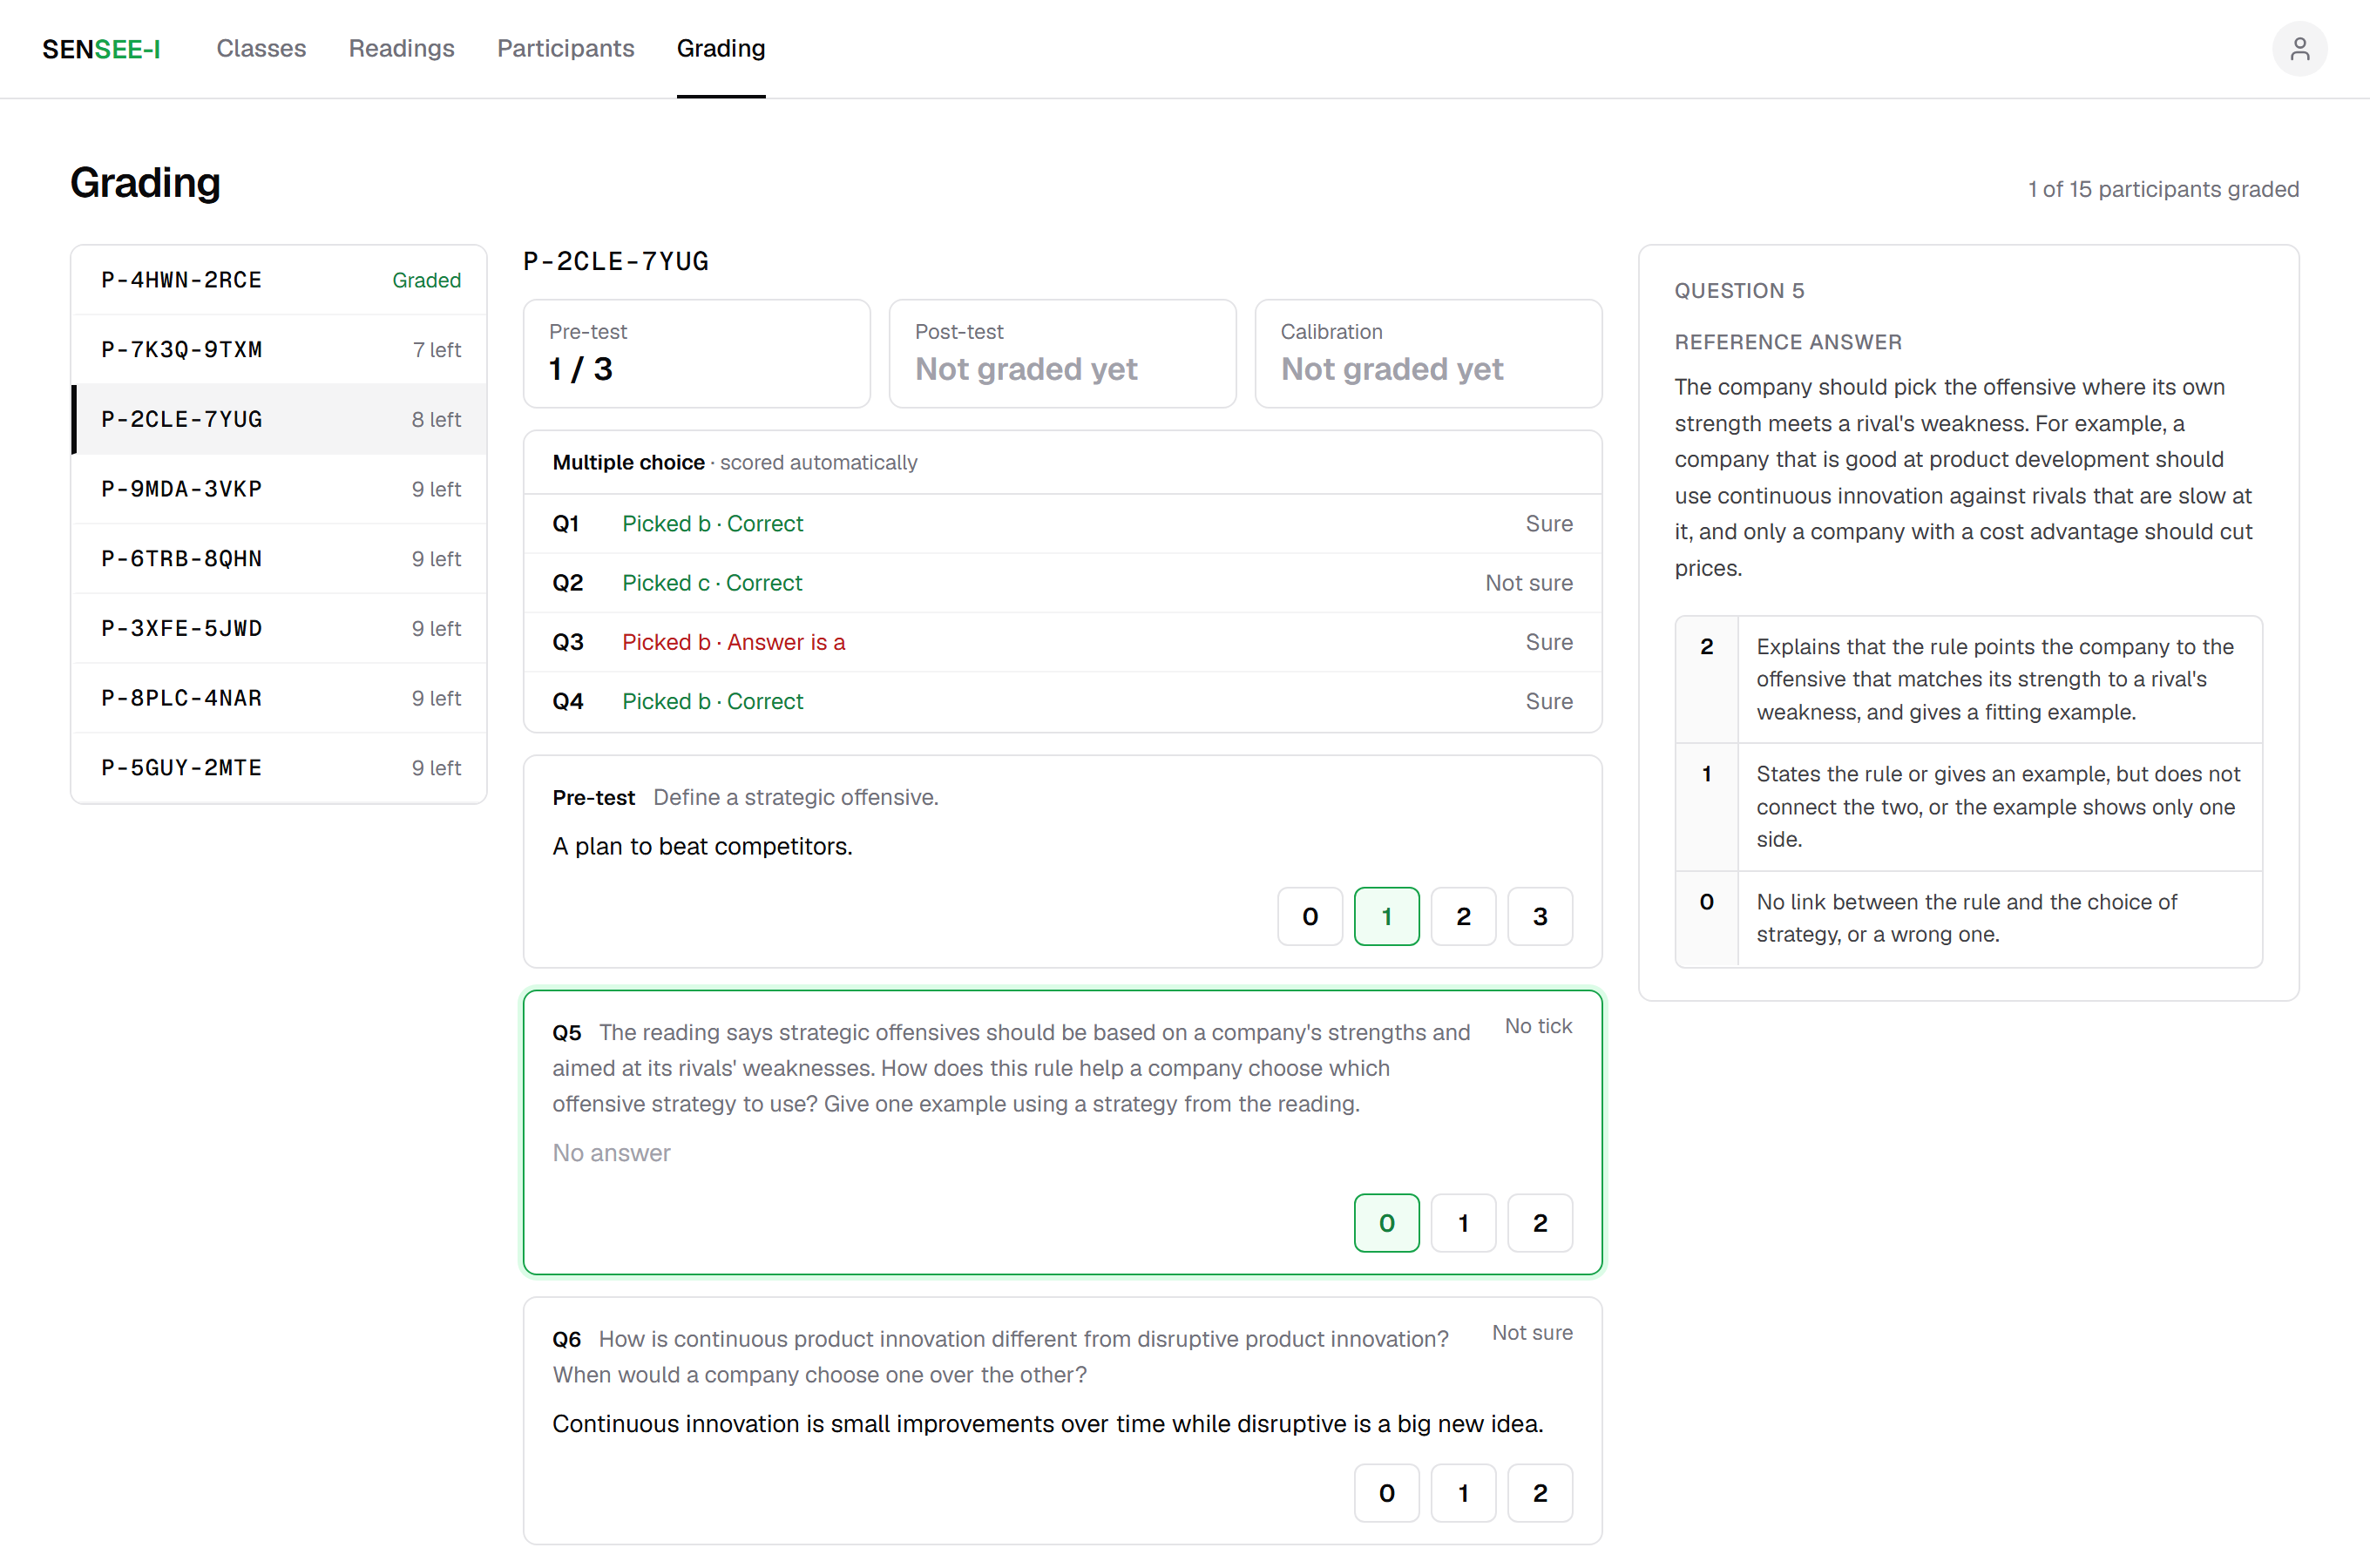 SENSEE-I
Classes
Readings
Participants
Grading
Grading
1 of 15 participants graded
P-4HWN-2RCE
Graded
P-7K3Q-9TXM
7 left
P-2CLE-7YUG
8 left
P-9MDA-3VKP
9 left
P-6TRB-8QHN
9 left
P-3XFE-5JWD
9 left
P-8PLC-4NAR
9 left
P-5GUY-2MTE
9 left
P-2CLE-7YUG
Pre-test
1 / 3
Post-test
Not graded yet
Calibration
Not graded yet
Multiple choice · scored automatically
Q1 Picked b · Correct Sure
Q2 Picked c · Correct Not sure
Q3 Picked b · Answer is a Sure
Q4 Picked b · Correct Sure
Pre-test Define a strategic offensive.
A plan to beat competitors.
0 1 2 3
Q5 The reading says strategic offensives should be based on a company's strengths and
No tick
aimed at its rivals' weaknesses. How does this rule help a company choose which
offensive strategy to use? Give one example using a strategy from the reading.
No answer
0 1 2
Q6 How is continuous product innovation different from disruptive product innovation?
Not sure
When would a company choose one over the other?
Continuous innovation is small improvements over time while disruptive is a big new idea.
0 1 2
QUESTION 5
REFERENCE ANSWER
The company should pick the offensive where its own
strength meets a rival's weakness. For example, a
company that is good at product development should
use continuous innovation against rivals that are slow at
it, and only a company with a cost advantage should cut
prices.
2 Explains that the rule points the company to the
offensive that matches its strength to a rival's
weakness, and gives a fitting example.
1 States the rule or gives an example, but does not
connect the two, or the example shows only one
side.
0 No link between the rule and the choice of
strategy, or a wrong one.